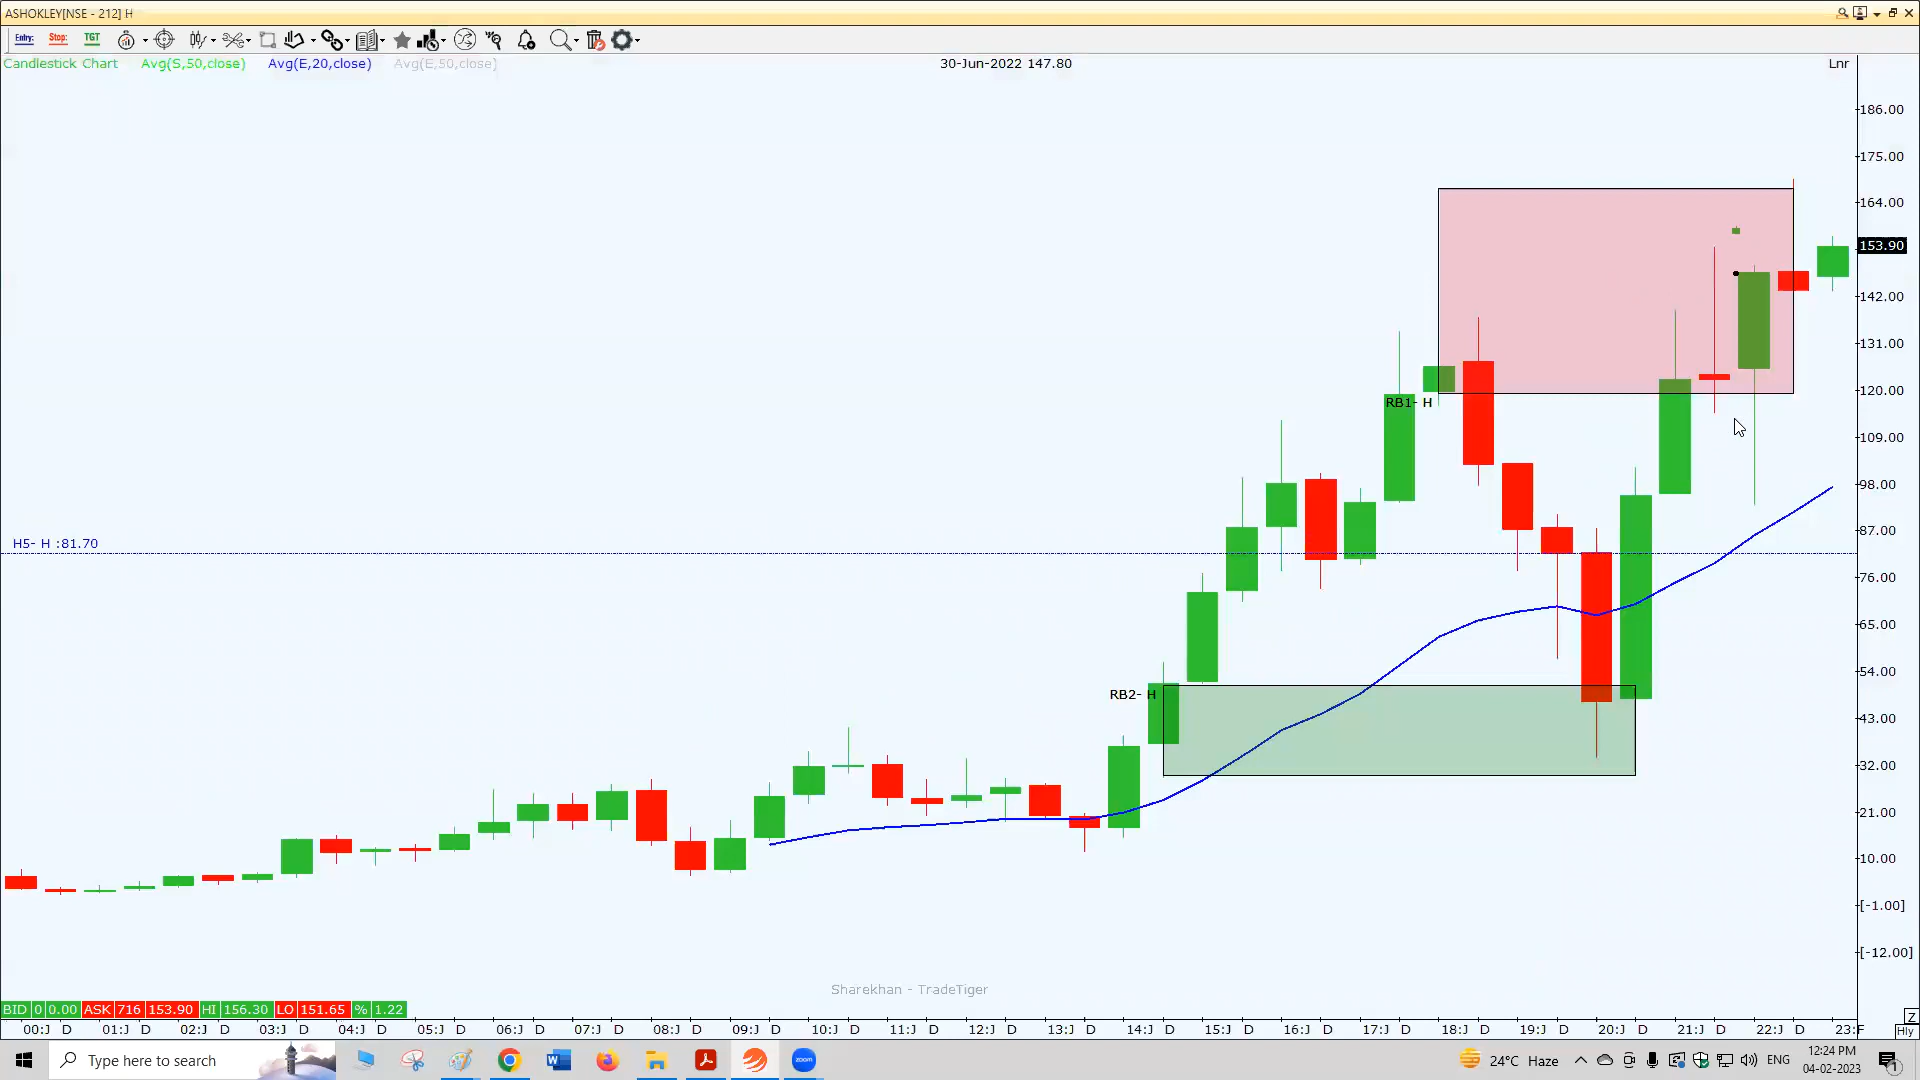 ASHOKLEY[NSE - 212] H
Entry: Stop: TGT
Candlestick Chart Avg(S,50,close) Avg(E,20,close) Avg(E,50,close) 30-Jun-2022 147.80 Lnr
186.00
175.00
164.00
153.90
142.00
131.00
120.00
RB1- H
109.00
98.00
87.00
H5- H :81.70
76.00
65.00
54.00
RB2- H
43.00
32.00
21.00
10.00
[-1.00]
[-12.00]
Sharekhan - TradeTiger
BID 0 0.00 ASK 716 153.90 HI 156.30 LO 151.65 % 1.22
Z
00:J D 01:J D 02:J D 03:J D 04:J D 05:J D 06:J D 07:J D 08:J D 09:J D 10:J D 11:J D 12:J D 13:J D 14:J D 15:J D 16:J D 17:J D 18:J D 19:J D 20:J D 21:J D 22:J D 23:F
Hly
Type here to search
24°C Haze
ENG
12:24 PM
04-02-2023
1